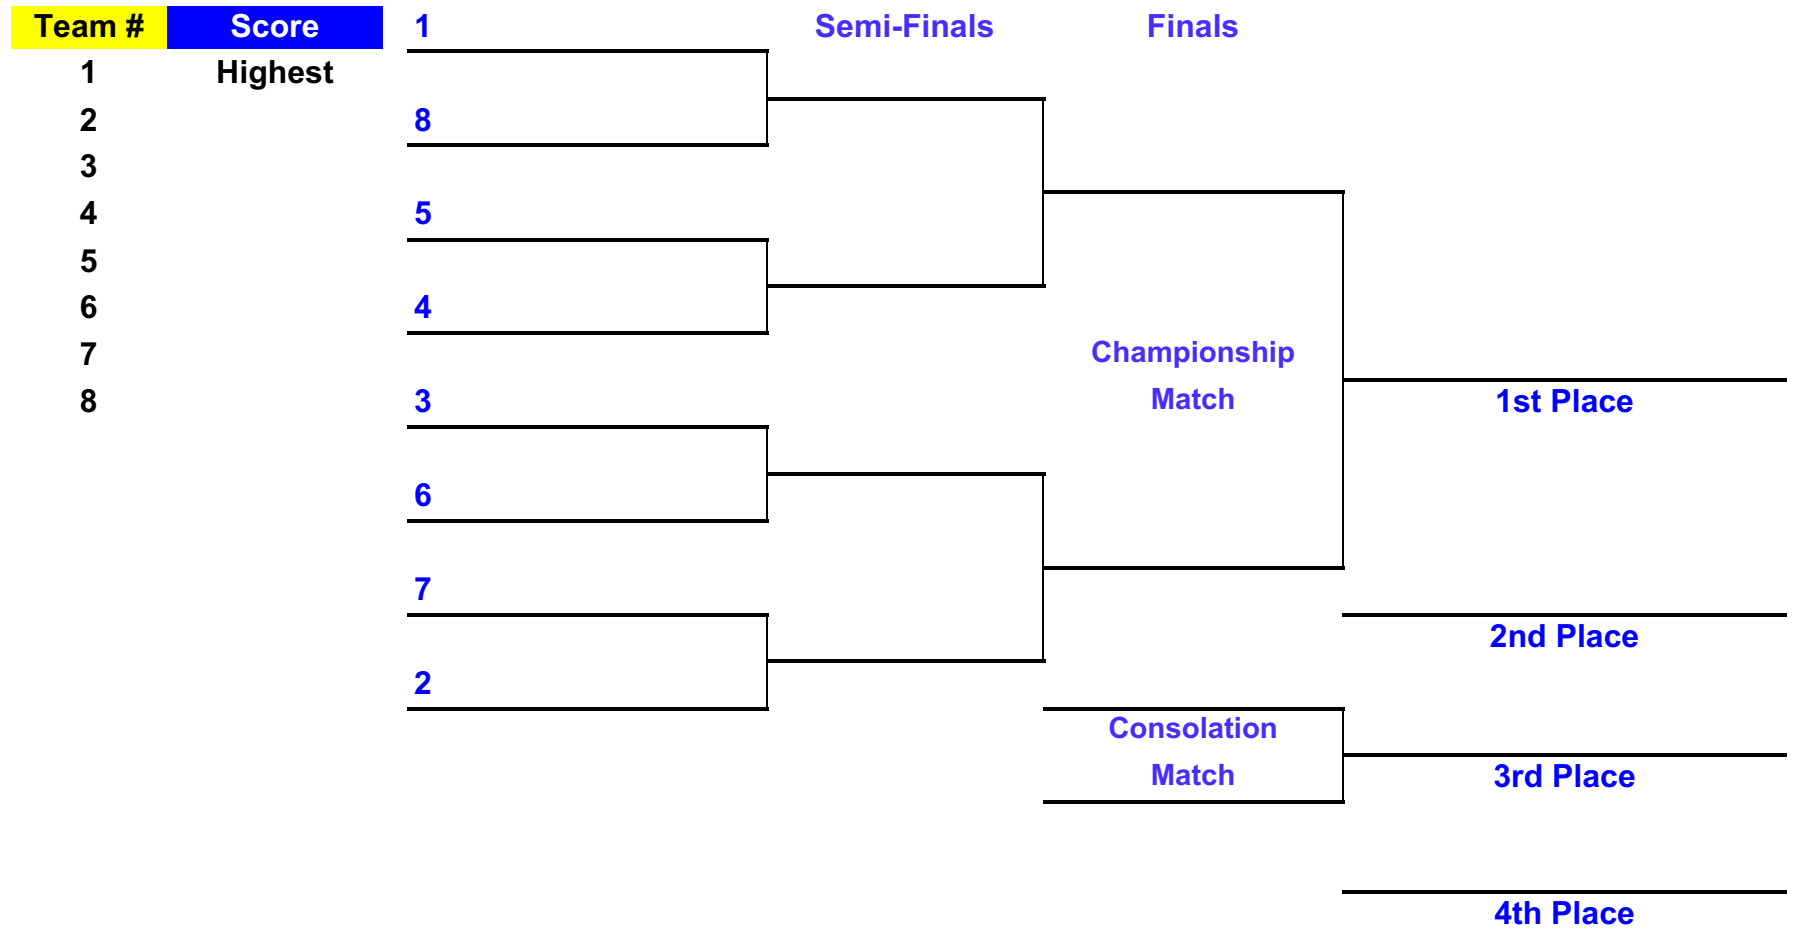 Team # Score 1 Semi-Finals Finals
1 Highest
2 8
3
4 5
5
6 4
7 Championship
8 3 Match 1st Place
6
7
2nd Place
2
Consolation
Match 3rd Place
4th Place